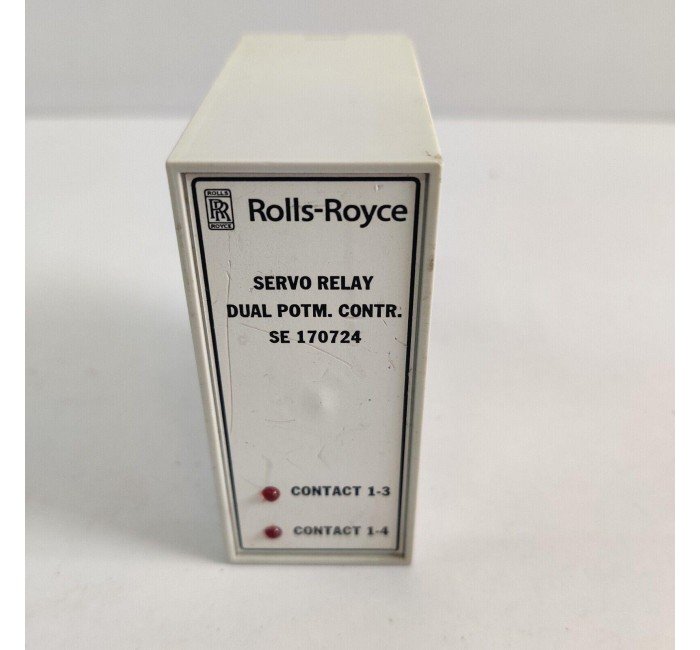 ROLLS
RR
ROYCE
Rolls-Royce
SERVO RELAY
DUAL POTM. CONTR.
SE 170724
CONTACT 1-3
CONTACT 1-4